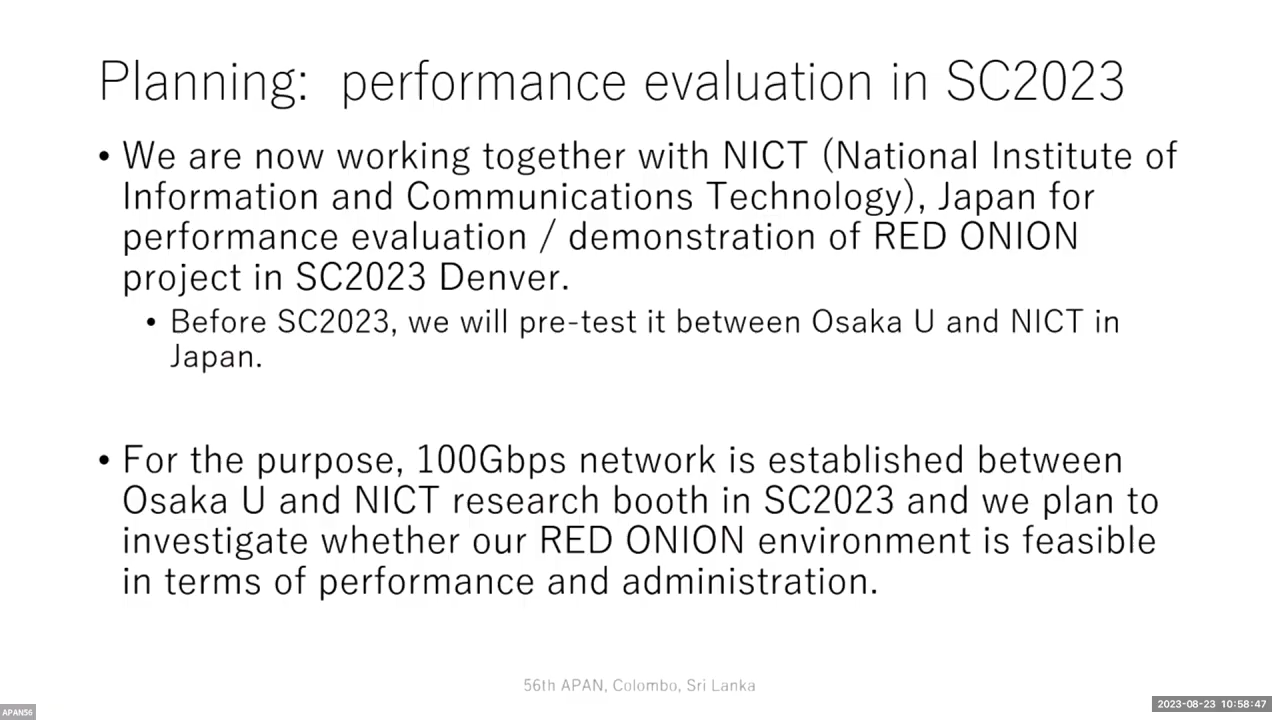 Planning: performance evaluation in SC2023
• We are now working together with NICT (National Institute of
Information and Communications Technology), Japan for
performance evaluation / demonstration of RED ONION
project in SC2023 Denver.
• Before SC2023, we will pre-test it between Osaka U and NICT in
Japan.
• For the purpose, 100Gbps network is established between
Osaka U and NICT research booth in SC2023 and we plan to
investigate whether our RED ONION environment is feasible
in terms of performance and administration.
56th APAN, Colombo, Sri Lanka
APAN56
2023-08-23 10:58:47